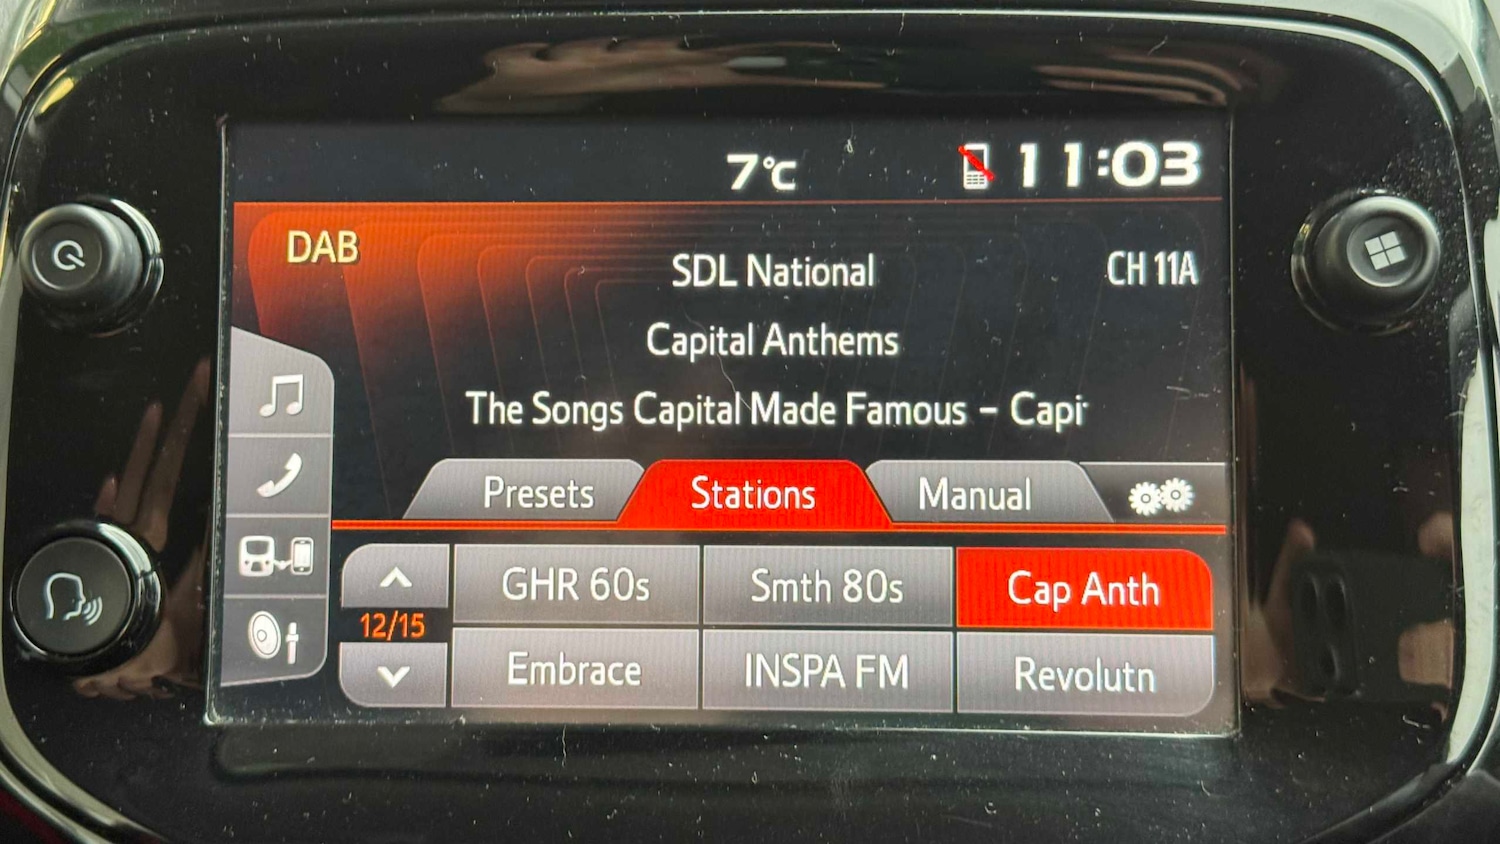 7°C 11:03
DAB
SDL National CH 11A
Capital Anthems
The Songs Capital Made Famous – Capi
Presets Stations Manual
GHR 60s Smth 80s Cap Anth
12/15
Embrace INSPA FM Revolutn